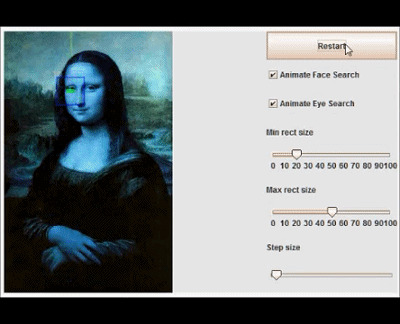 Restart
Animate Face Search
Animate Eye Search
Min rect size
0 10 20 30 40 50 60 70 80 90100
Max rect size
0 10 20 30 40 50 60 70 80 90100
Step size